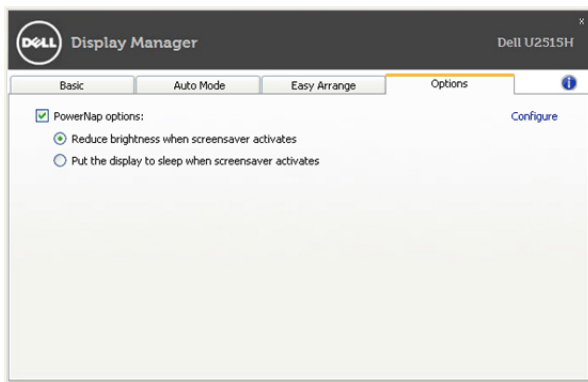 x
DELL Display Manager Dell U2515H
Basic Auto Mode Easy Arrange Options i
PowerNap options: Configure
Reduce brightness when screensaver activates
Put the display to sleep when screensaver activates